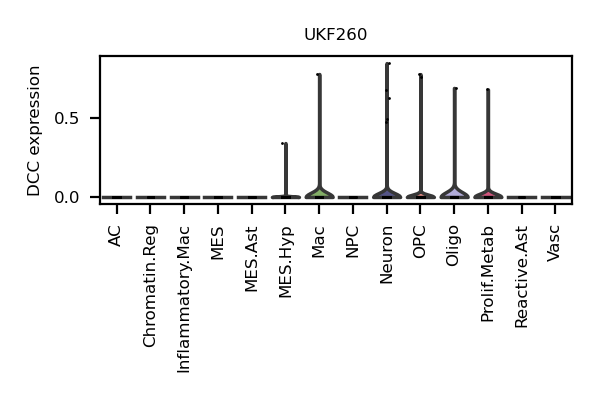 UKF260
DCC expression
0.5
0.0
AC
Chromatin.Reg
Inflammatory.Mac
MES
MES.Ast
MES.Hyp
Mac
NPC
Neuron
OPC
Oligo
Prolif.Metab
Reactive.Ast
Vasc